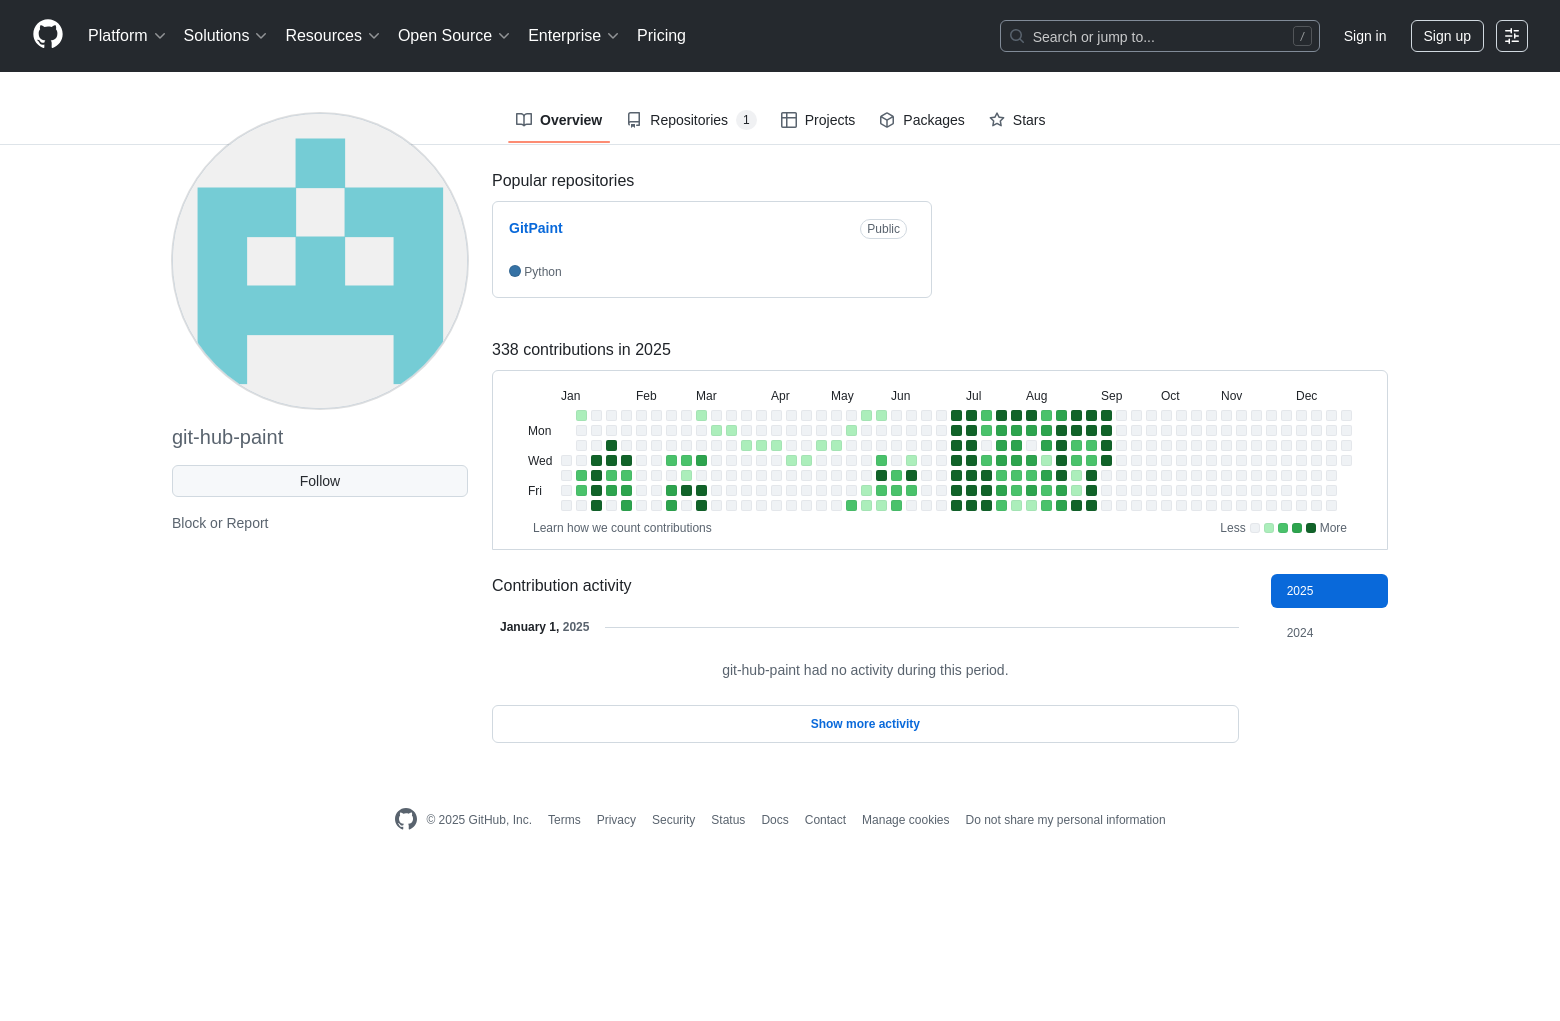 Platform Solutions Resources Open Source Enterprise Pricing Search or jump to... / Sign in Sign up
Overview Repositories 1 Projects Packages Stars
git-hub-paint
Follow
Block or Report
Popular repositories
GitPaint Public
Python
338 contributions in 2025
Jan Feb Mar Apr May Jun Jul Aug Sep Oct Nov Dec
Mon
Wed
Fri
Learn how we count contributions Less More
Contribution activity
2025
2024
January 1, 2025
git-hub-paint had no activity during this period.
Show more activity
© 2025 GitHub, Inc. Terms Privacy Security Status Docs Contact Manage cookies Do not share my personal information